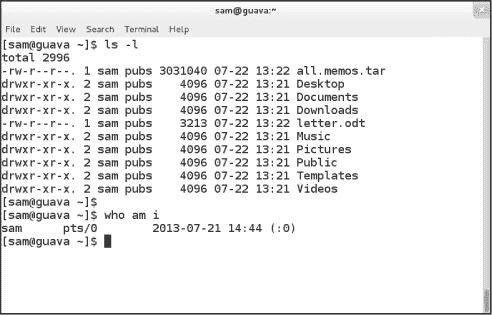 sam@guava:~
File Edit View Search Terminal Help
[sam@guava ~]$ ls -l
total 2996
-rw-r--r--. 1 sam pubs 3031040 07-22 13:22 all.memos.tar
drwxr-xr-x. 2 sam pubs    4096 07-22 13:21 Desktop
drwxr-xr-x. 2 sam pubs    4096 07-22 13:21 Documents
drwxr-xr-x. 2 sam pubs    4096 07-22 13:21 Downloads
-rw-r--r--. 1 sam pubs    3213 07-22 13:22 letter.odt
drwxr-xr-x. 2 sam pubs    4096 07-22 13:21 Music
drwxr-xr-x. 2 sam pubs    4096 07-22 13:21 Pictures
drwxr-xr-x. 2 sam pubs    4096 07-22 13:21 Public
drwxr-xr-x. 2 sam pubs    4096 07-22 13:21 Templates
drwxr-xr-x. 2 sam pubs    4096 07-22 13:21 Videos
[sam@guava ~]$
[sam@guava ~]$ who am i
sam      pts/0        2013-07-21 14:44 (:0)
[sam@guava ~]$